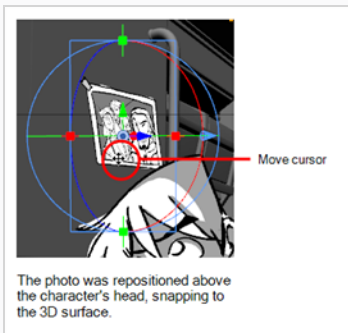 Move cursor
The photo was repositioned above
the character's head, snapping to
the 3D surface.